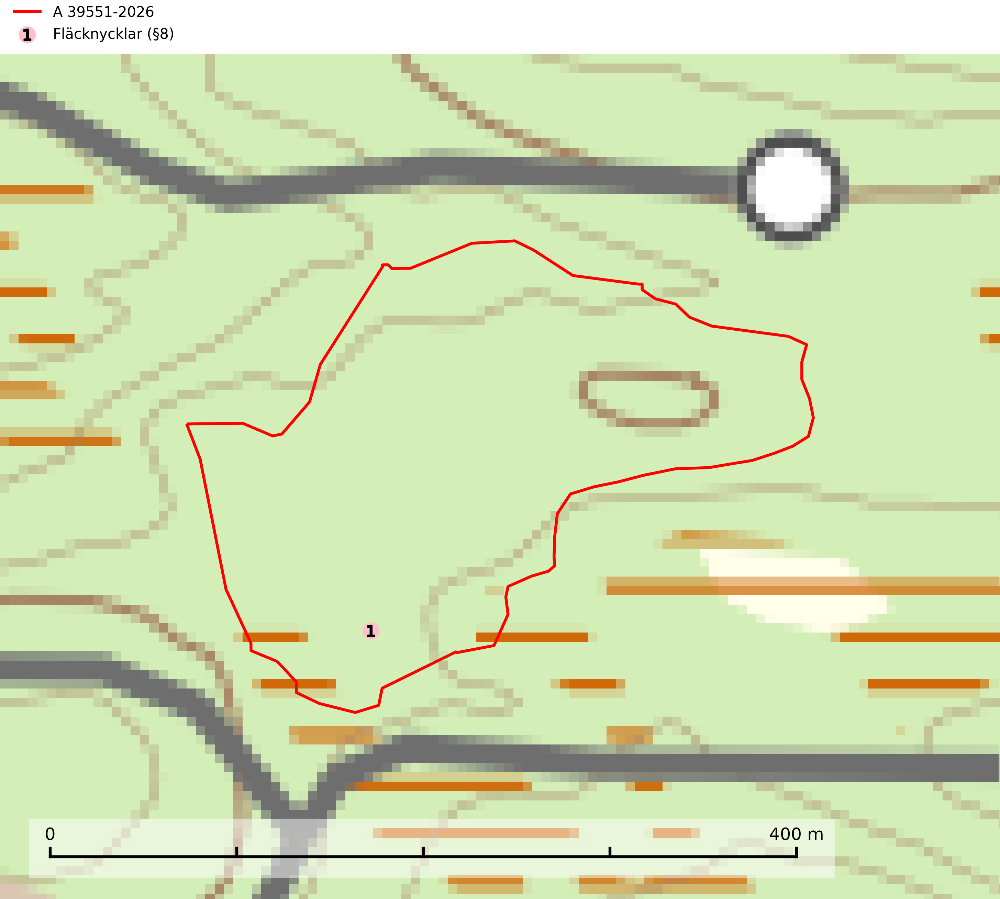 A 39551-2026
1 Fläcknycklar (§8)
1
0 400 m